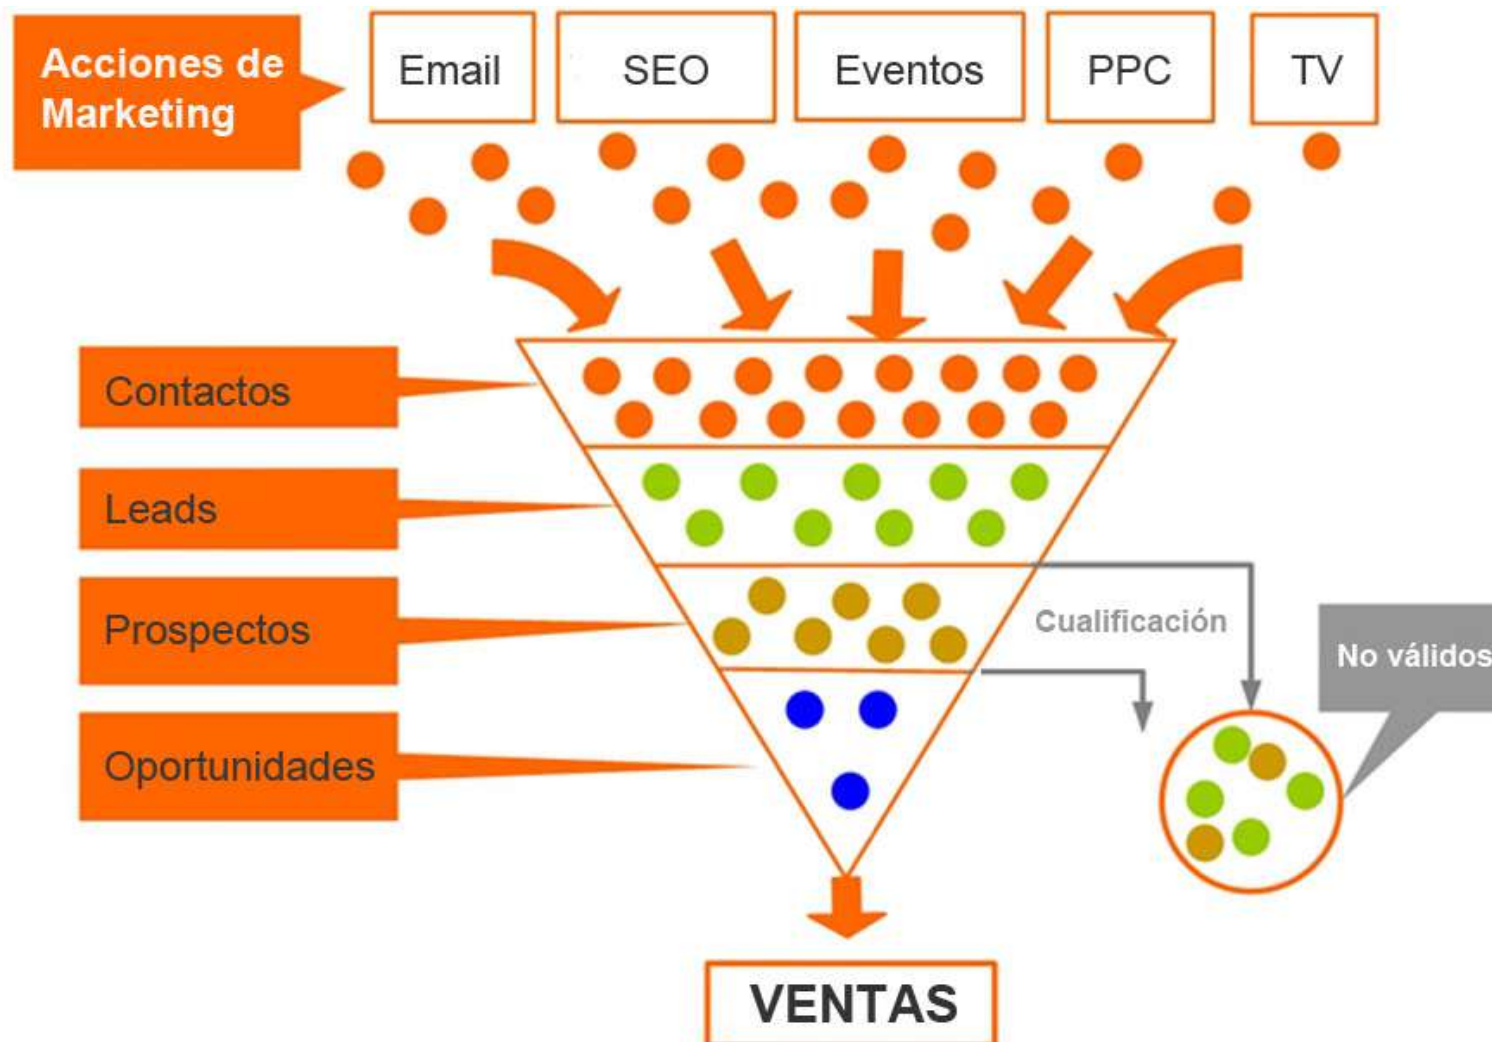 Acciones de
Marketing
Email
SEO
Eventos
PPC
TV
Contactos
Leads
Prospectos
Cualificación
No válidos
Oportunidades
VENTAS